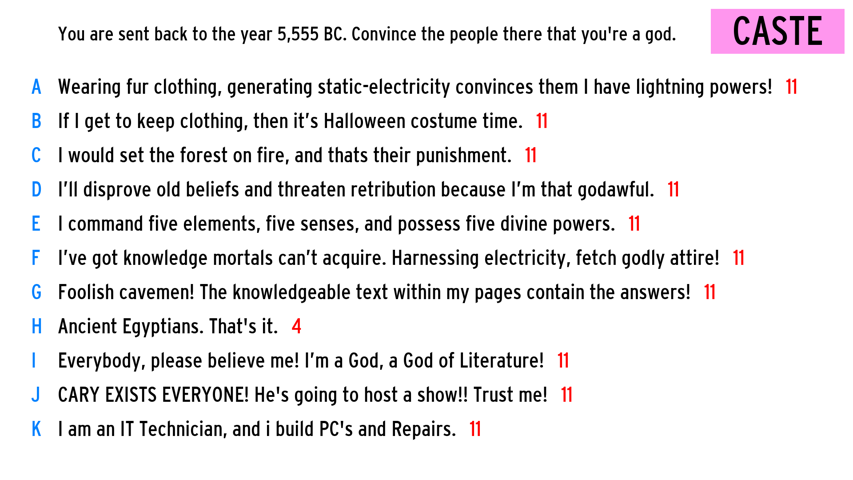 You are sent back to the year 5,555 BC. Convince the people there that you're a god.
CASTE
A Wearing fur clothing, generating static-electricity convinces them I have lightning powers! 11
B If I get to keep clothing, then it's Halloween costume time. 11
C I would set the forest on fire, and thats their punishment. 11
D I'll disprove old beliefs and threaten retribution because I'm that godawful. 11
E I command five elements, five senses, and possess five divine powers. 11
F I've got knowledge mortals can't acquire. Harnessing electricity, fetch godly attire! 11
G Foolish cavemen! The knowledgeable text within my pages contain the answers! 11
H Ancient Egyptians. That's it. 4
I Everybody, please believe me! I'm a God, a God of Literature! 11
J CARY EXISTS EVERYONE! He's going to host a show!! Trust me! 11
K I am an IT Technician, and i build PC's and Repairs. 11